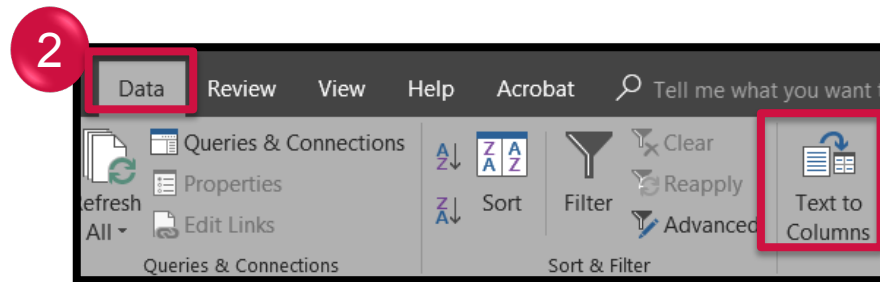 2
Data Review View Help Acrobat Tell me what you want t
Queries & Connections
Properties
Edit Links
efresh
All
Queries & Connections
A
Z
Z
A
Z A
A Z
Sort
Filter
Clear
Reapply
Advanced
Sort & Filter
Text to
Columns